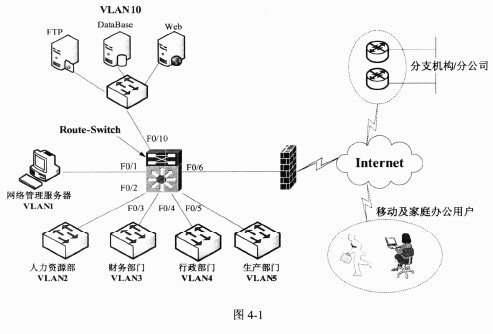 VLAN10
FTP
DataBase
Web
分支机构/分公司
Route-Switch
F0/10
F0/1
F0/6
Internet
网络管理服务器
VLAN1
F0/2
F0/3
F0/4
F0/5
移动及家庭办公用户
人力资源部
VLAN2
财务部门
VLAN3
行政部门
VLAN4
生产部门
VLAN5
图 4-1